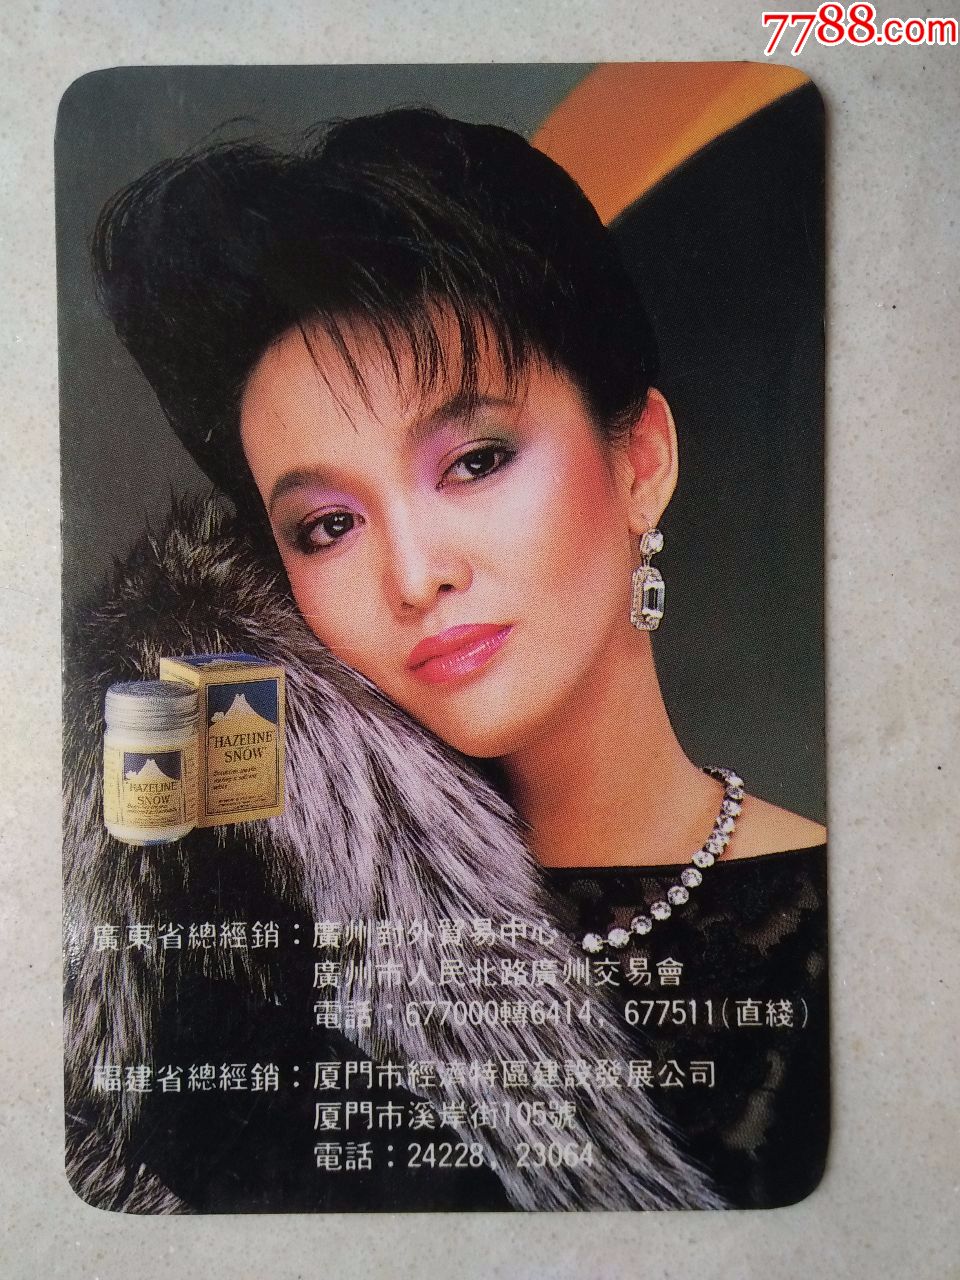 7788.com
HAZELINE
SNOW
HAZELINE
SNOW
廣東省總經銷：廣州對外貿易中心
廣州市人民北路廣州交易會
電話：677000轉6414，677511(直綫)
福建省總經銷：厦門市經濟特區建設發展公司
厦門市溪岸街105號
電話：24228，23064